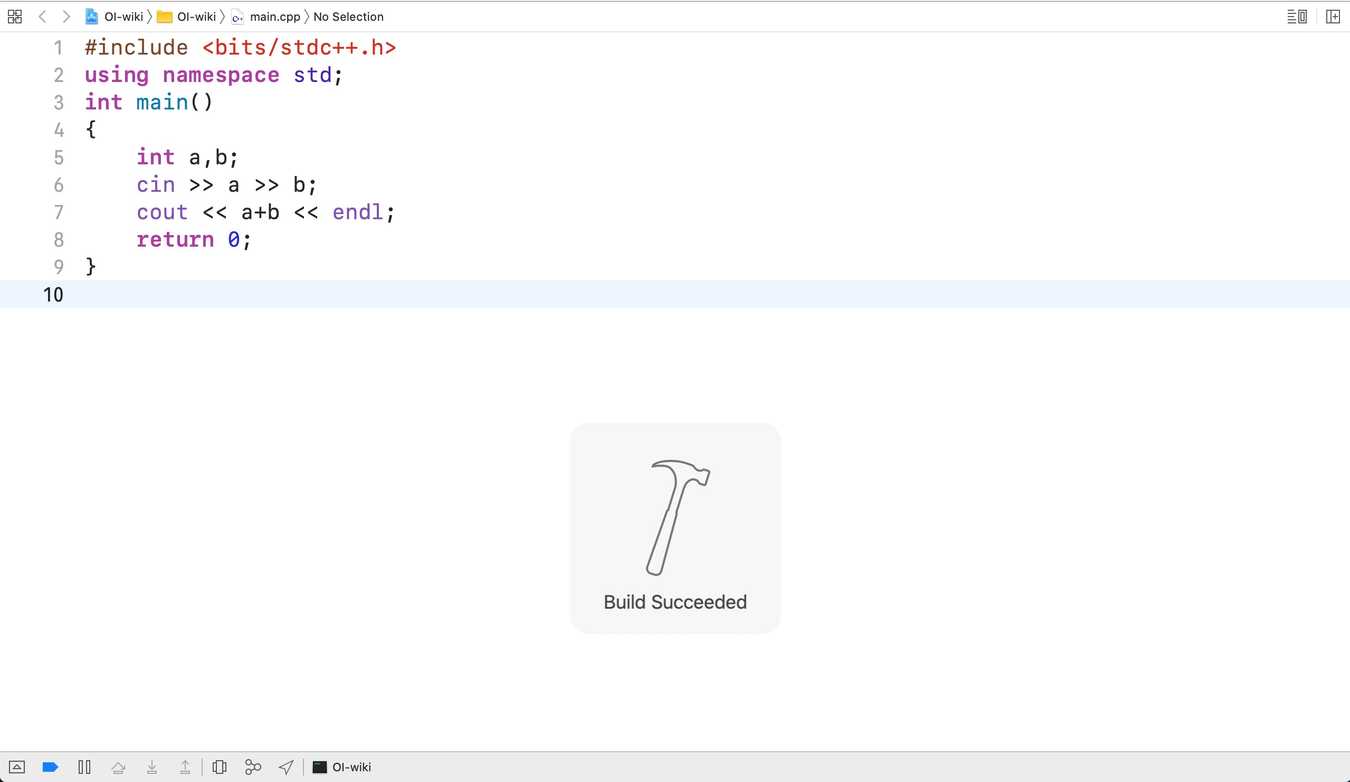 OI-wiki 〉 OI-wiki 〉 main.cpp 〉 No Selection
1 #include <bits/stdc++.h>
2 using namespace std;
3 int main()
4 {
5     int a,b;
6     cin >> a >> b;
7     cout << a+b << endl;
8     return 0;
9 }
10
Build Succeeded
OI-wiki